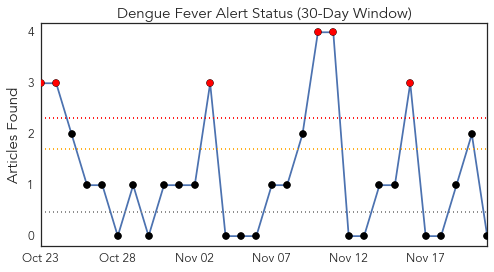 Dengue Fever Alert Status (30-Day Window)
Articles Found
4
3
2
1
0
Oct 23 Oct 28 Nov 02 Nov 07 Nov 12 Nov 17